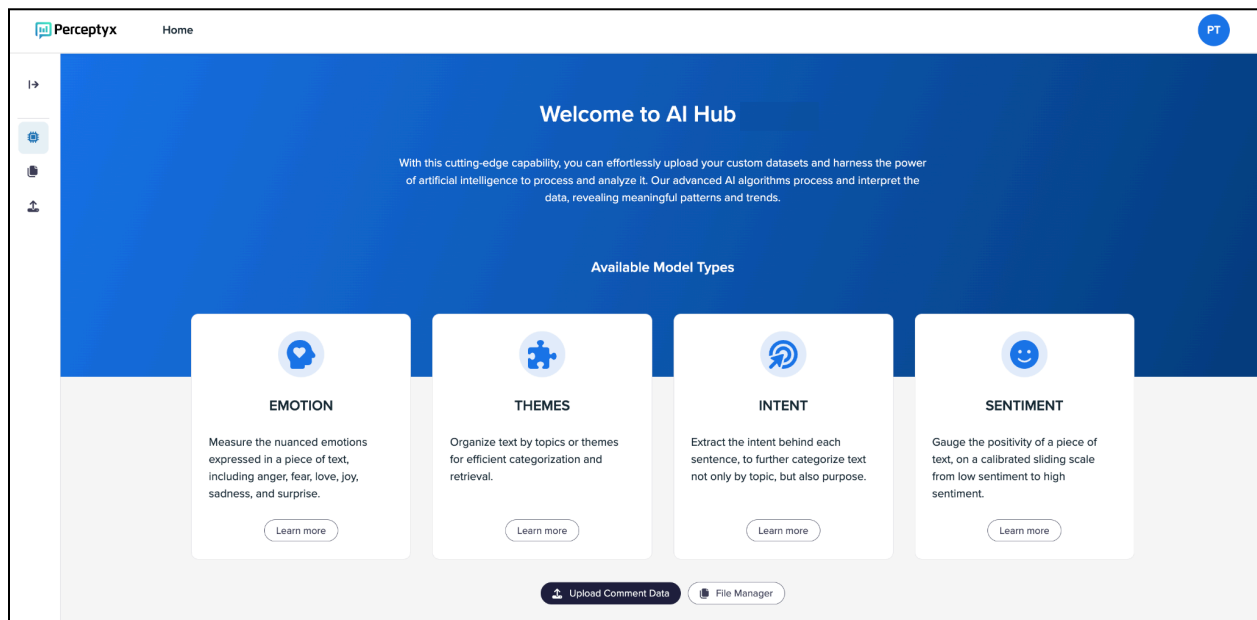 Perceptyx
Home
PT
Welcome to AI Hub
With this cutting-edge capability, you can effortlessly upload your custom datasets and harness the power
of artificial intelligence to process and analyze it. Our advanced AI algorithms process and interpret the
data, revealing meaningful patterns and trends.
Available Model Types
EMOTION
Measure the nuanced emotions
expressed in a piece of text,
including anger, fear, love, joy,
sadness, and surprise.
Learn more
THEMES
Organize text by topics or themes
for efficient categorization and
retrieval.
Learn more
INTENT
Extract the intent behind each
sentence, to further categorize text
not only by topic, but also purpose.
Learn more
SENTIMENT
Gauge the positivity of a piece of
text, on a calibrated sliding scale
from low sentiment to high
sentiment.
Learn more
Upload Comment Data
File Manager